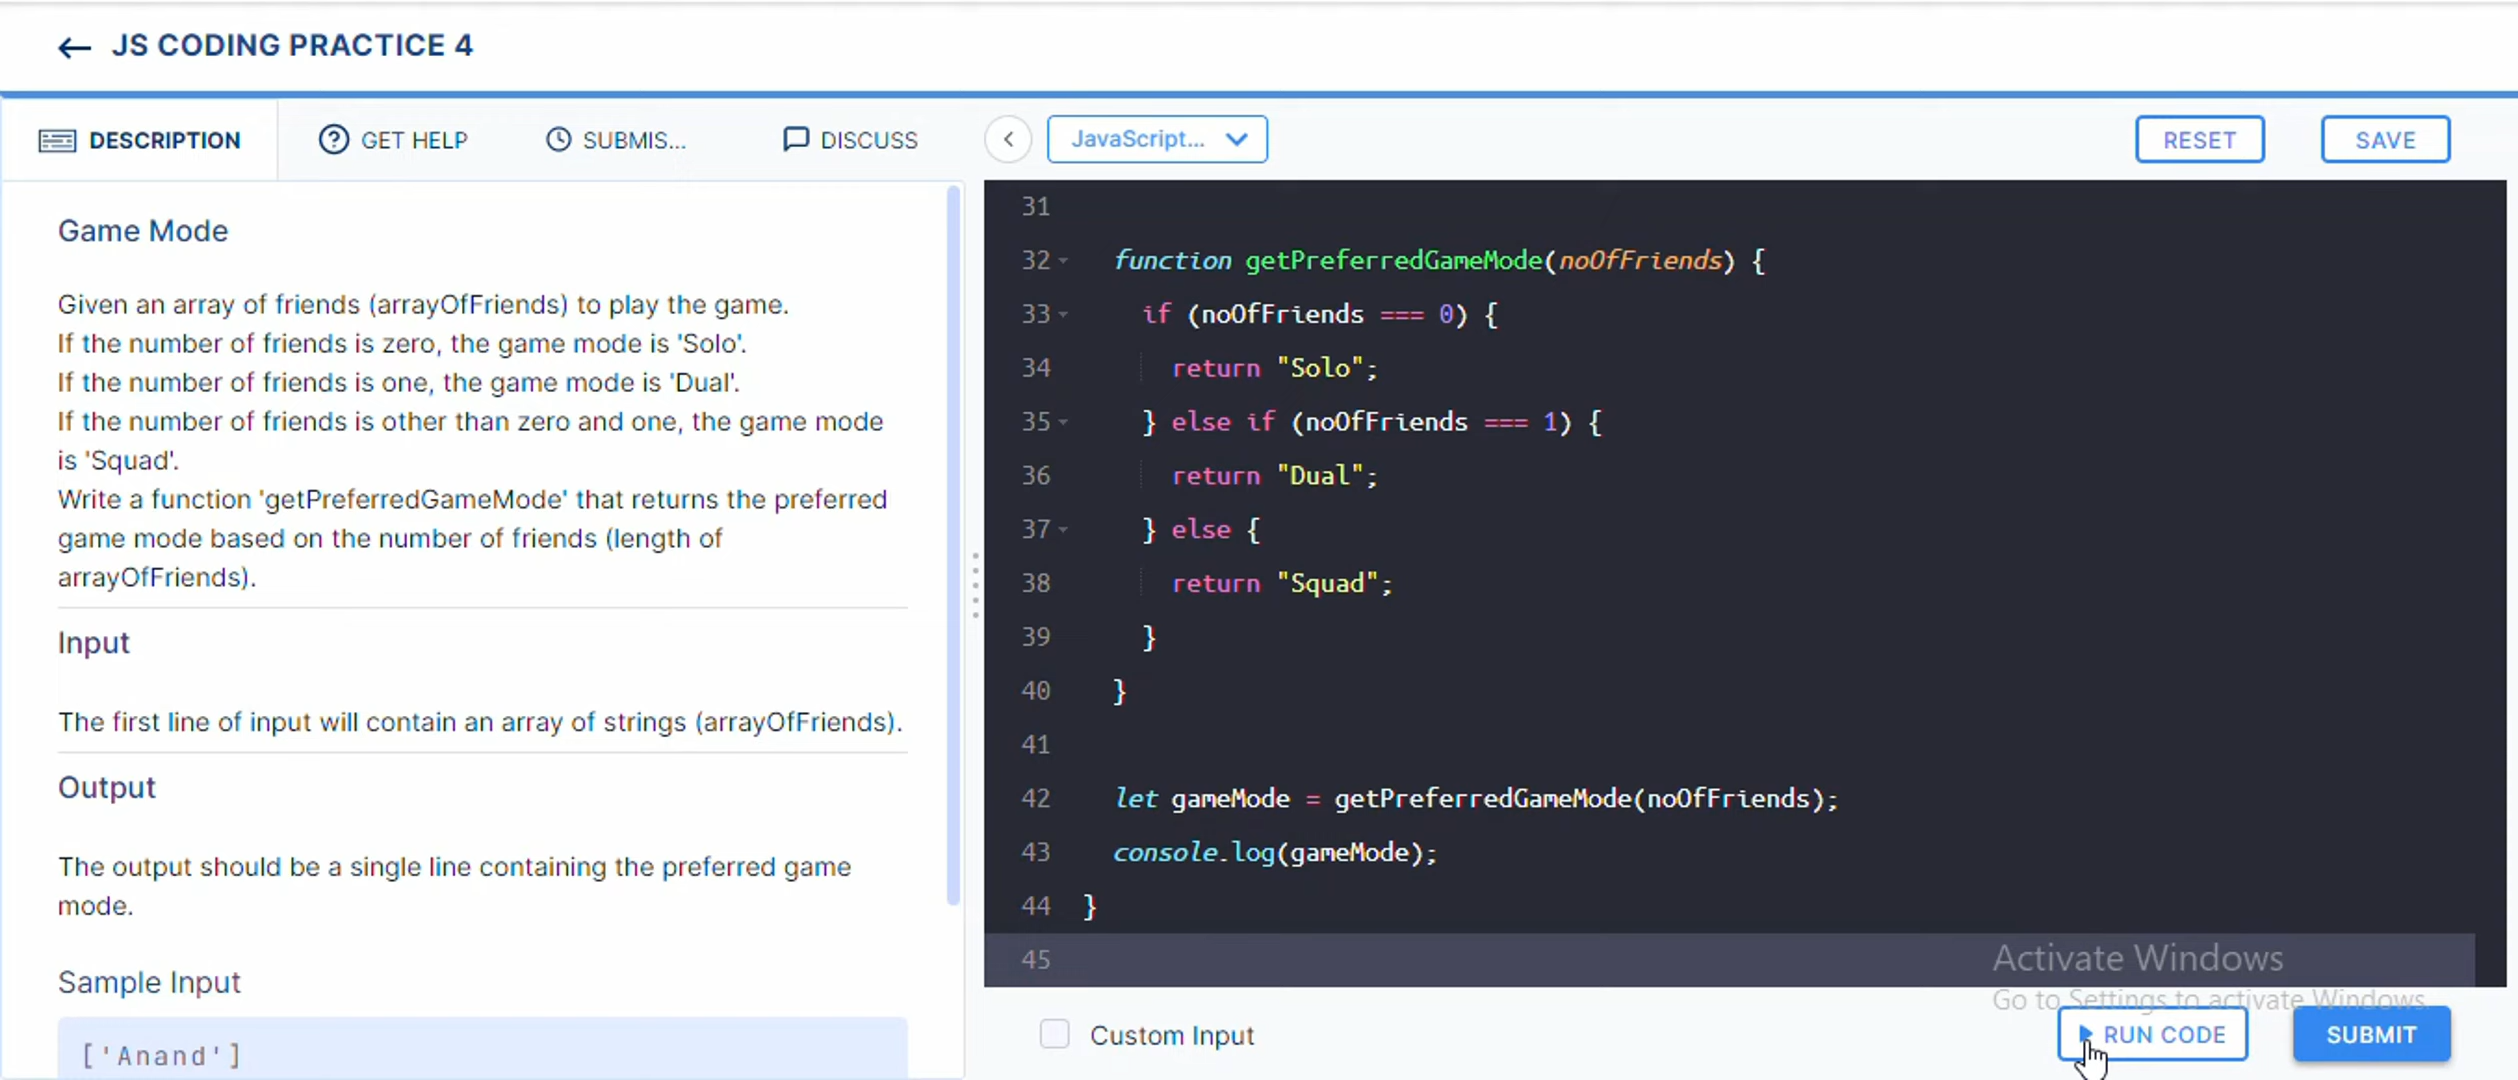 JS CODING PRACTICE 4
DESCRIPTION
GET HELP
SUBMIS...
DISCUSS
JavaScript...
RESET
SAVE
Game Mode
Given an array of friends (arrayOfFriends) to play the game.
If the number of friends is zero, the game mode is 'Solo'.
If the number of friends is one, the game mode is 'Dual'.
If the number of friends is other than zero and one, the game mode
is 'Squad'.
Write a function 'getPreferredGameMode' that returns the preferred
game mode based on the number of friends (length of
arrayOfFriends).
Input
The first line of input will contain an array of strings (arrayOfFriends).
Output
The output should be a single line containing the preferred game
mode.
Sample Input
['Anand']
31
32 function getPreferredGameMode(noOfFriends) {
33 if (noOfFriends === 0) {
34 return "Solo";
35 } else if (noOfFriends === 1) {
36 return "Dual";
37 } else {
38 return "Squad";
39 }
40 }
41
42 let gameMode = getPreferredGameMode(noOfFriends);
43 console.log(gameMode);
44 }
45
Activate Windows
Go to Settings to activate Windows.
Custom Input
RUN CODE
SUBMIT